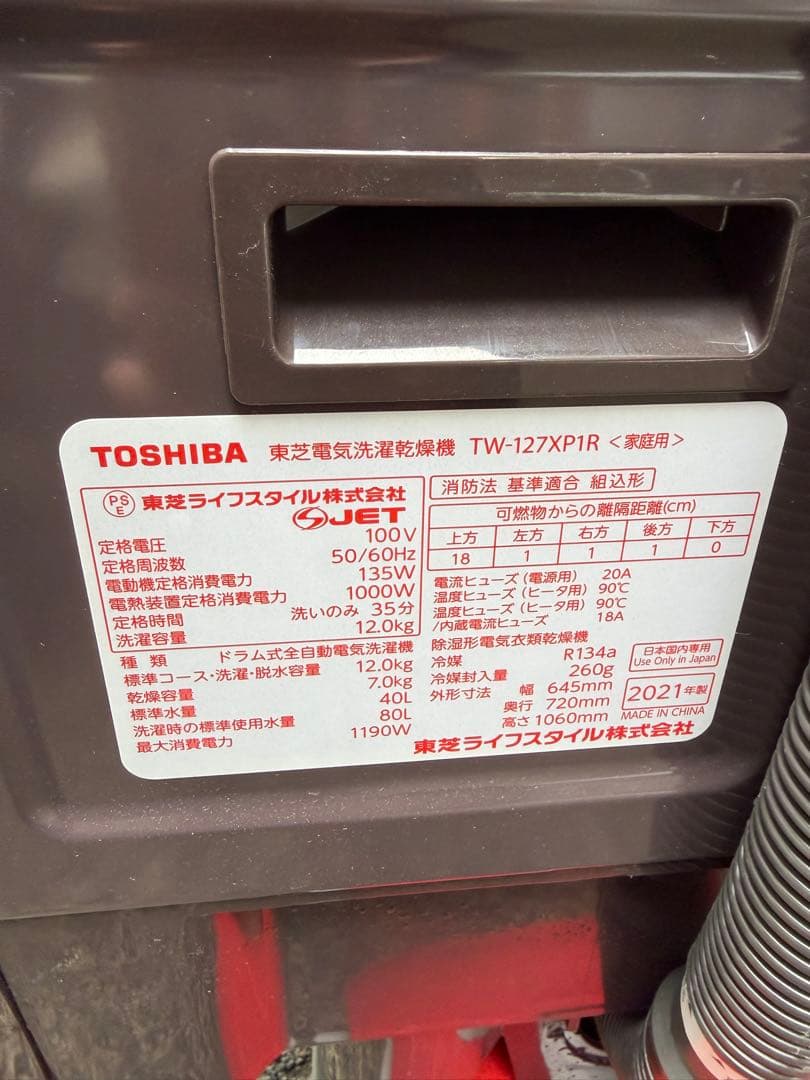 TOSHIBA 東芝電気洗濯乾燥機 TW-127XP1R <家庭用>
PS
E
東芝ライフスタイル株式会社
JET
定格電圧 100V
定格周波数 50/60Hz
電動機定格消費電力 135W
電熱装置定格消費電力 1000W
定格時間 洗いのみ 35分
洗濯容量 12.0kg
種類 ドラム式全自動電気洗濯機
標準コース・洗濯・脱水容量 12.0kg
乾燥容量 7.0kg
標準水量 40L
洗濯時の標準使用水量 80L
最大消費電力 1190W
消防法 基準適合 組込形
可燃物からの離隔距離(cm)
上方 左方 右方 後方 下方
18 1 1 1 0
電流ヒューズ(電源用) 20A
温度ヒューズ(ヒータ用) 90℃
温度ヒューズ(ヒータ用) 90℃
/内蔵電流ヒューズ 18A
除湿形電気衣類乾燥機
冷媒 R134a
冷媒封入量 260g
外形寸法 幅 645mm
奥行 720mm
高さ 1060mm
日本国内専用
Use Only in Japan
2021年製
MADE IN CHINA
東芝ライフスタイル株式会社